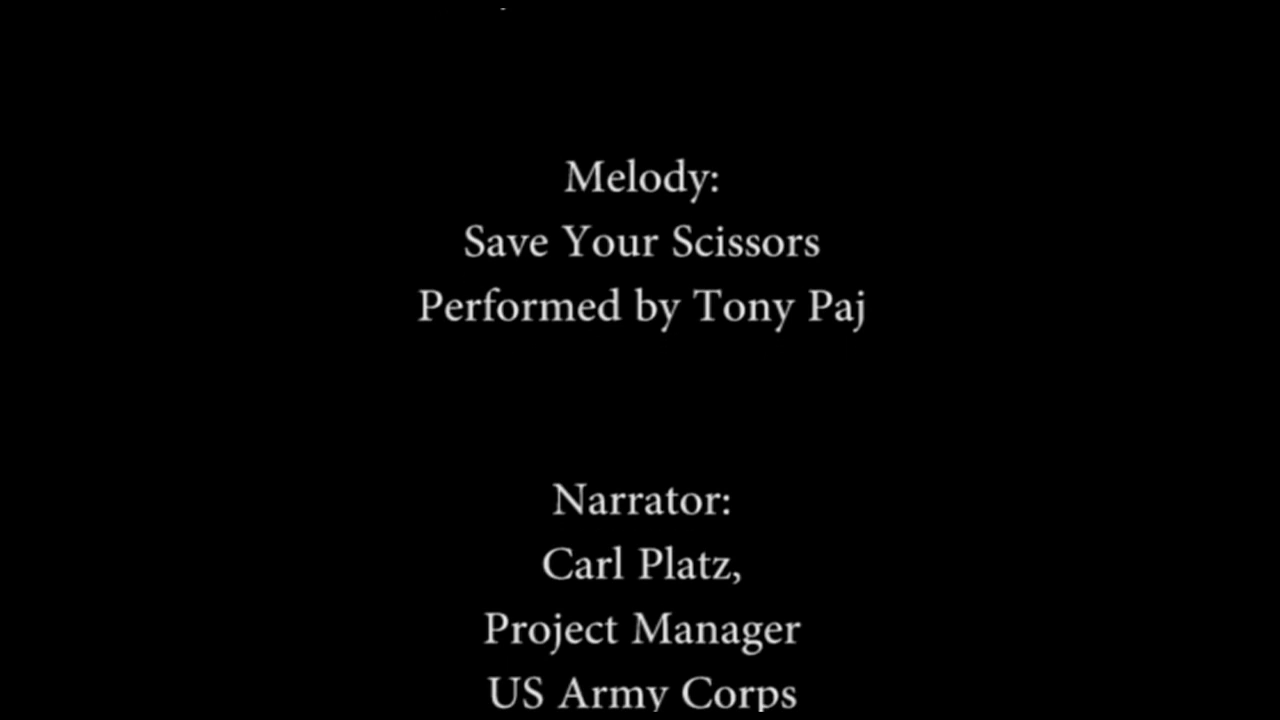 Melody:
Save Your Scissors
Performed by Tony Paj
Narrator:
Carl Platz,
Project Manager
US Army Corps